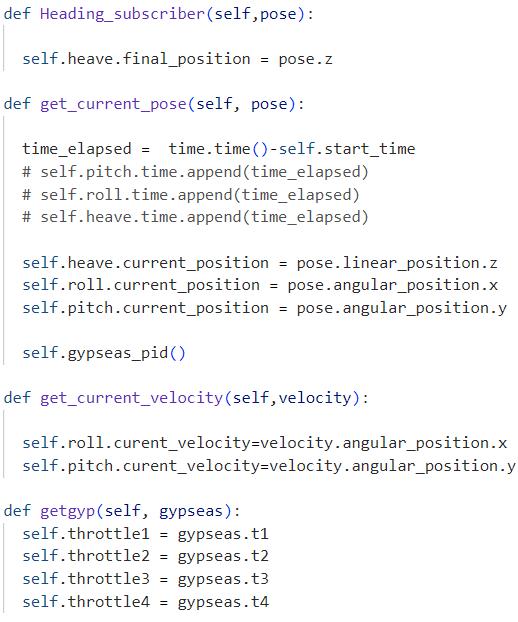 def Heading_subscriber(self,pose):
self.heave.final_position = pose.z
def get_current_pose(self, pose):
time_elapsed =  time.time()-self.start_time
# self.pitch.time.append(time_elapsed)
# self.roll.time.append(time_elapsed)
# self.heave.time.append(time_elapsed)
self.heave.current_position = pose.linear_position.z
self.roll.current_position = pose.angular_position.x
self.pitch.current_position = pose.angular_position.y
self.gypseas_pid()
def get_current_velocity(self,velocity):
self.roll.curent_velocity=velocity.angular_position.x
self.pitch.curent_velocity=velocity.angular_position.y
def getgyp(self, gypseas):
self.throttle1 = gypseas.t1
self.throttle2 = gypseas.t2
self.throttle3 = gypseas.t3
self.throttle4 = gypseas.t4